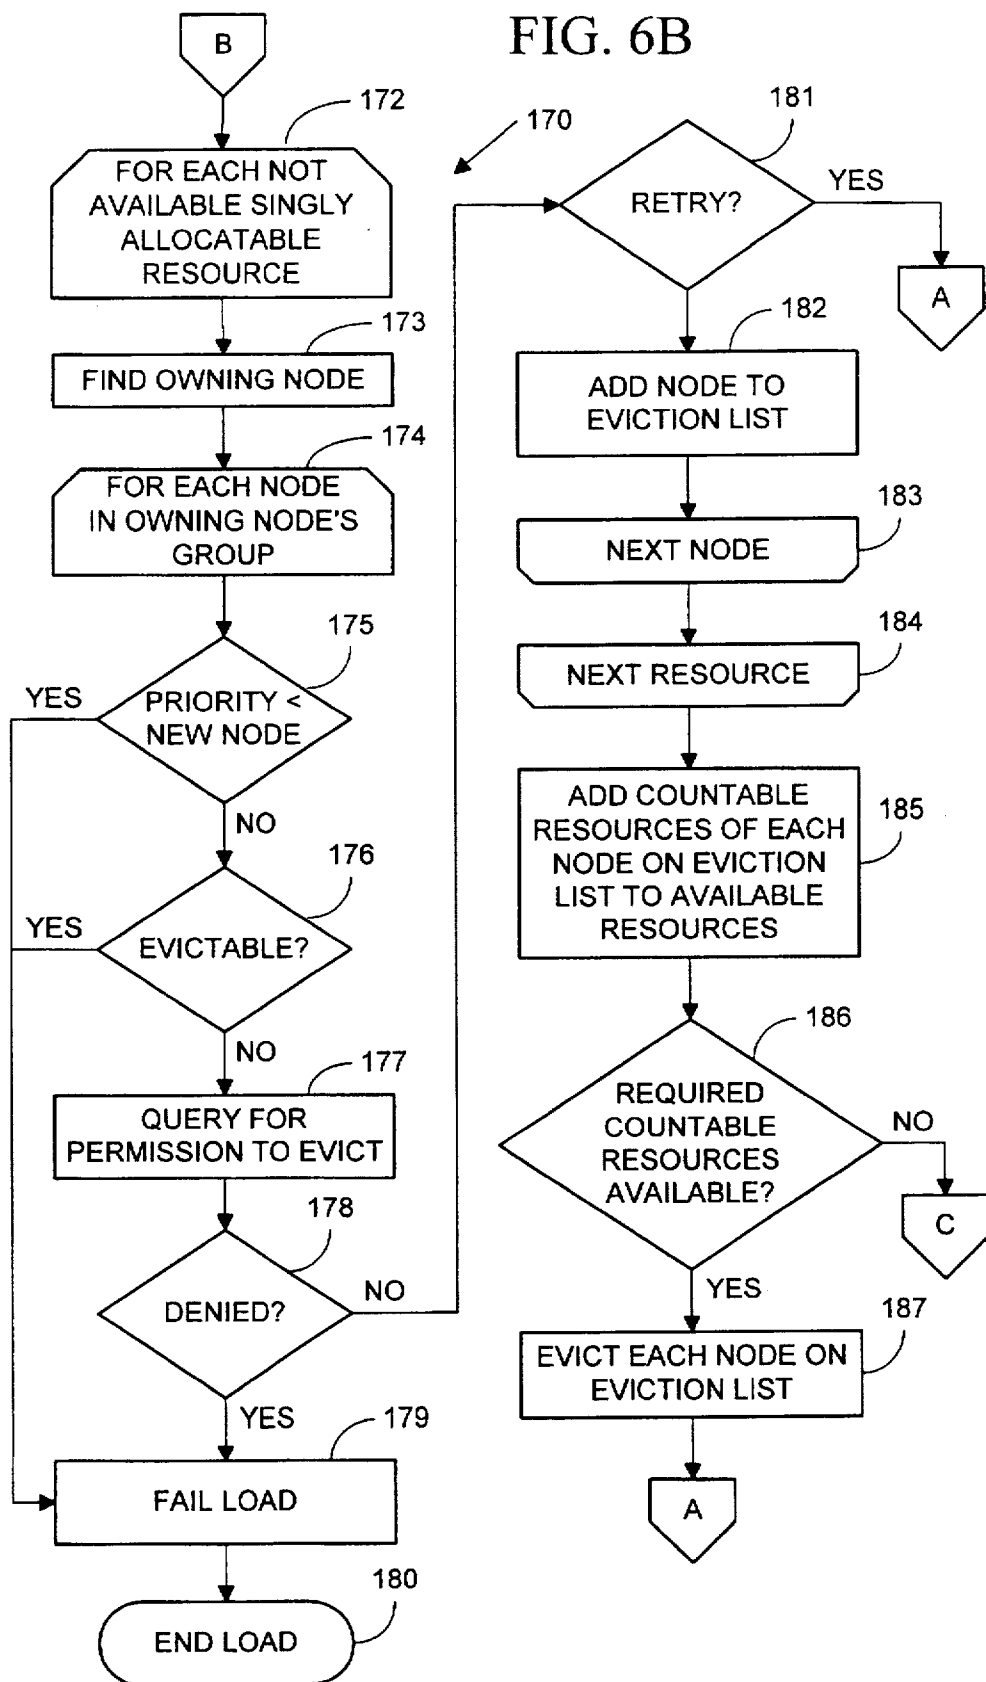 FIG. 6B
B
172
FOR EACH NOT
AVAILABLE SINGLY
ALLOCATABLE
RESOURCE
173
FIND OWNING NODE
174
FOR EACH NODE
IN OWNING NODE'S
GROUP
175
YES
PRIORITY <
NEW NODE
NO
176
YES
EVICTABLE?
NO
177
QUERY FOR
PERMISSION TO EVICT
178
DENIED?
NO
YES
179
FAIL LOAD
180
END LOAD
170
181
RETRY?
YES
A
182
ADD NODE TO
EVICTION LIST
183
NEXT NODE
184
NEXT RESOURCE
ADD COUNTABLE
RESOURCES OF EACH
NODE ON EVICTION
LIST TO AVAILABLE
RESOURCES
185
186
REQUIRED
COUNTABLE
RESOURCES
AVAILABLE?
NO
C
YES
187
EVICT EACH NODE ON
EVICTION LIST
A